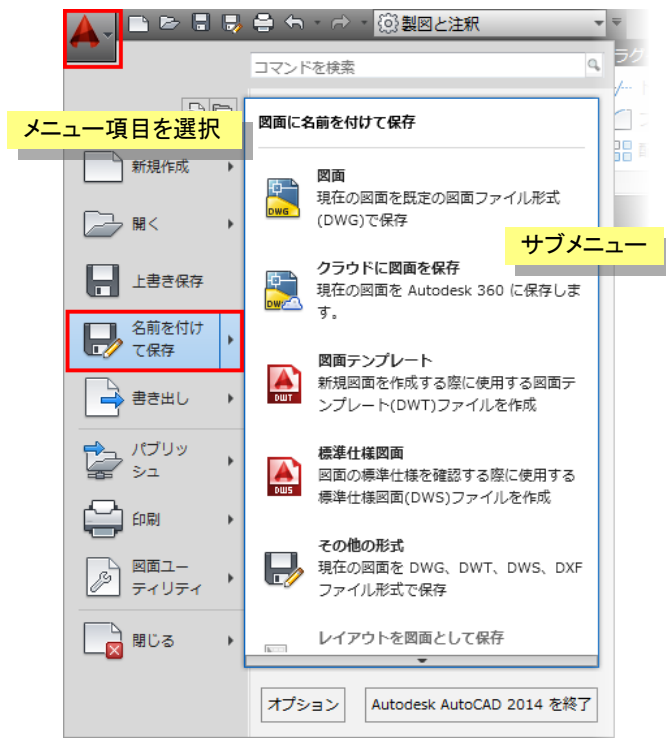 製図と注釈
コマンドを検索
メニュー項目を選択
新規作成
開く
上書き保存
名前を付け
て保存
書き出し
パブリッ
シュ
印刷
図面ユー
ティリティ
閉じる
図面に名前を付けて保存
図面
現在の図面を既定の図面ファイル形式
(DWG)で保存
DWG
サブメニュー
クラウドに図面を保存
現在の図面を Autodesk 360 に保存しま
す。
DW
図面テンプレート
新規図面を作成する際に使用する図面テ
ンプレート(DWT)ファイルを作成
DWT
標準仕様図面
図面の標準仕様を確認する際に使用する
標準仕様図面(DWS)ファイルを作成
DWS
その他の形式
現在の図面を DWG、DWT、DWS、DXF
ファイル形式で保存
レイアウトを図面として保存
オプション
Autodesk AutoCAD 2014 を終了